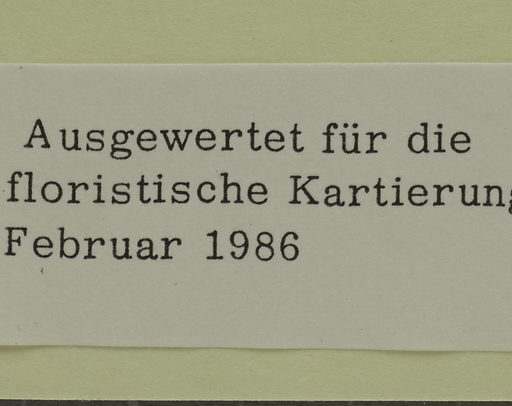 Ausgewertet für die
floristische Kartierung
Februar 1986